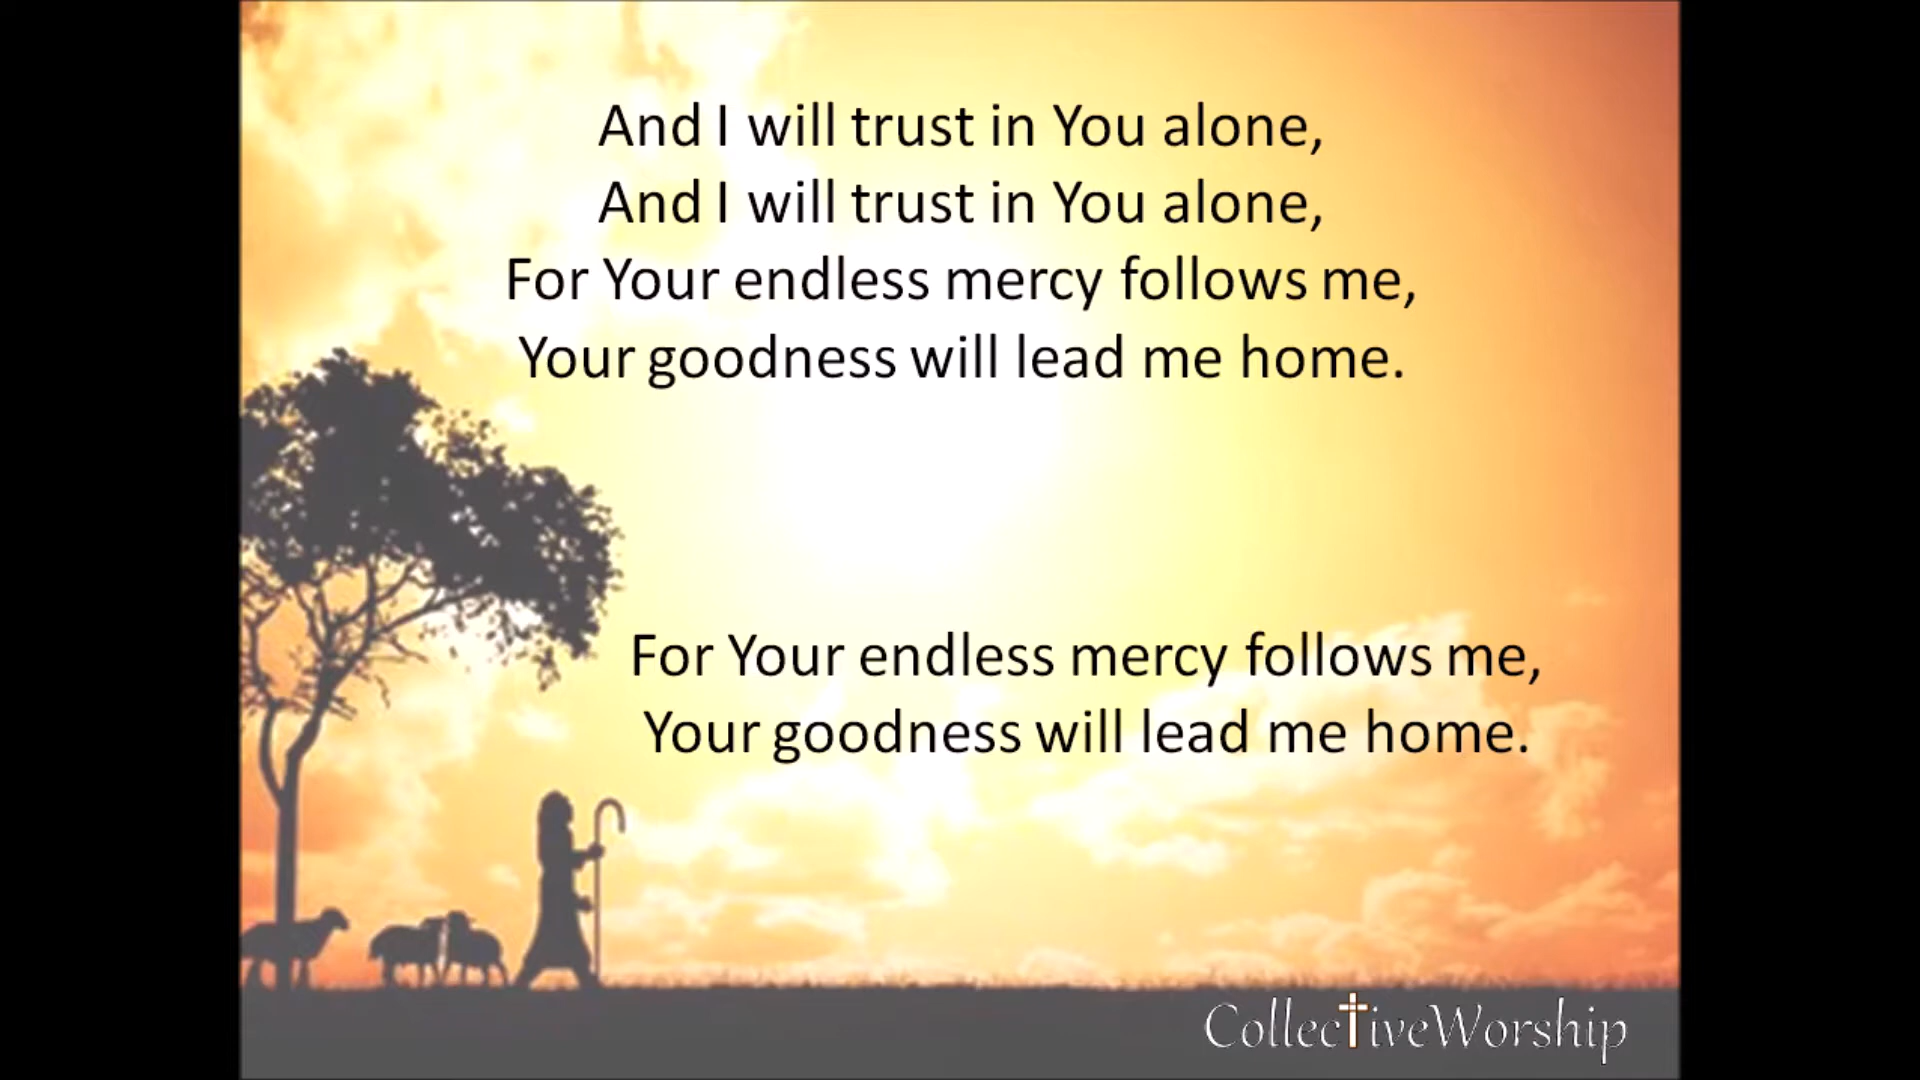 And I will trust in You alone,
And I will trust in You alone,
For Your endless mercy follows me,
Your goodness will lead me home.
For Your endless mercy follows me,
Your goodness will lead me home.
CollectiveWorship